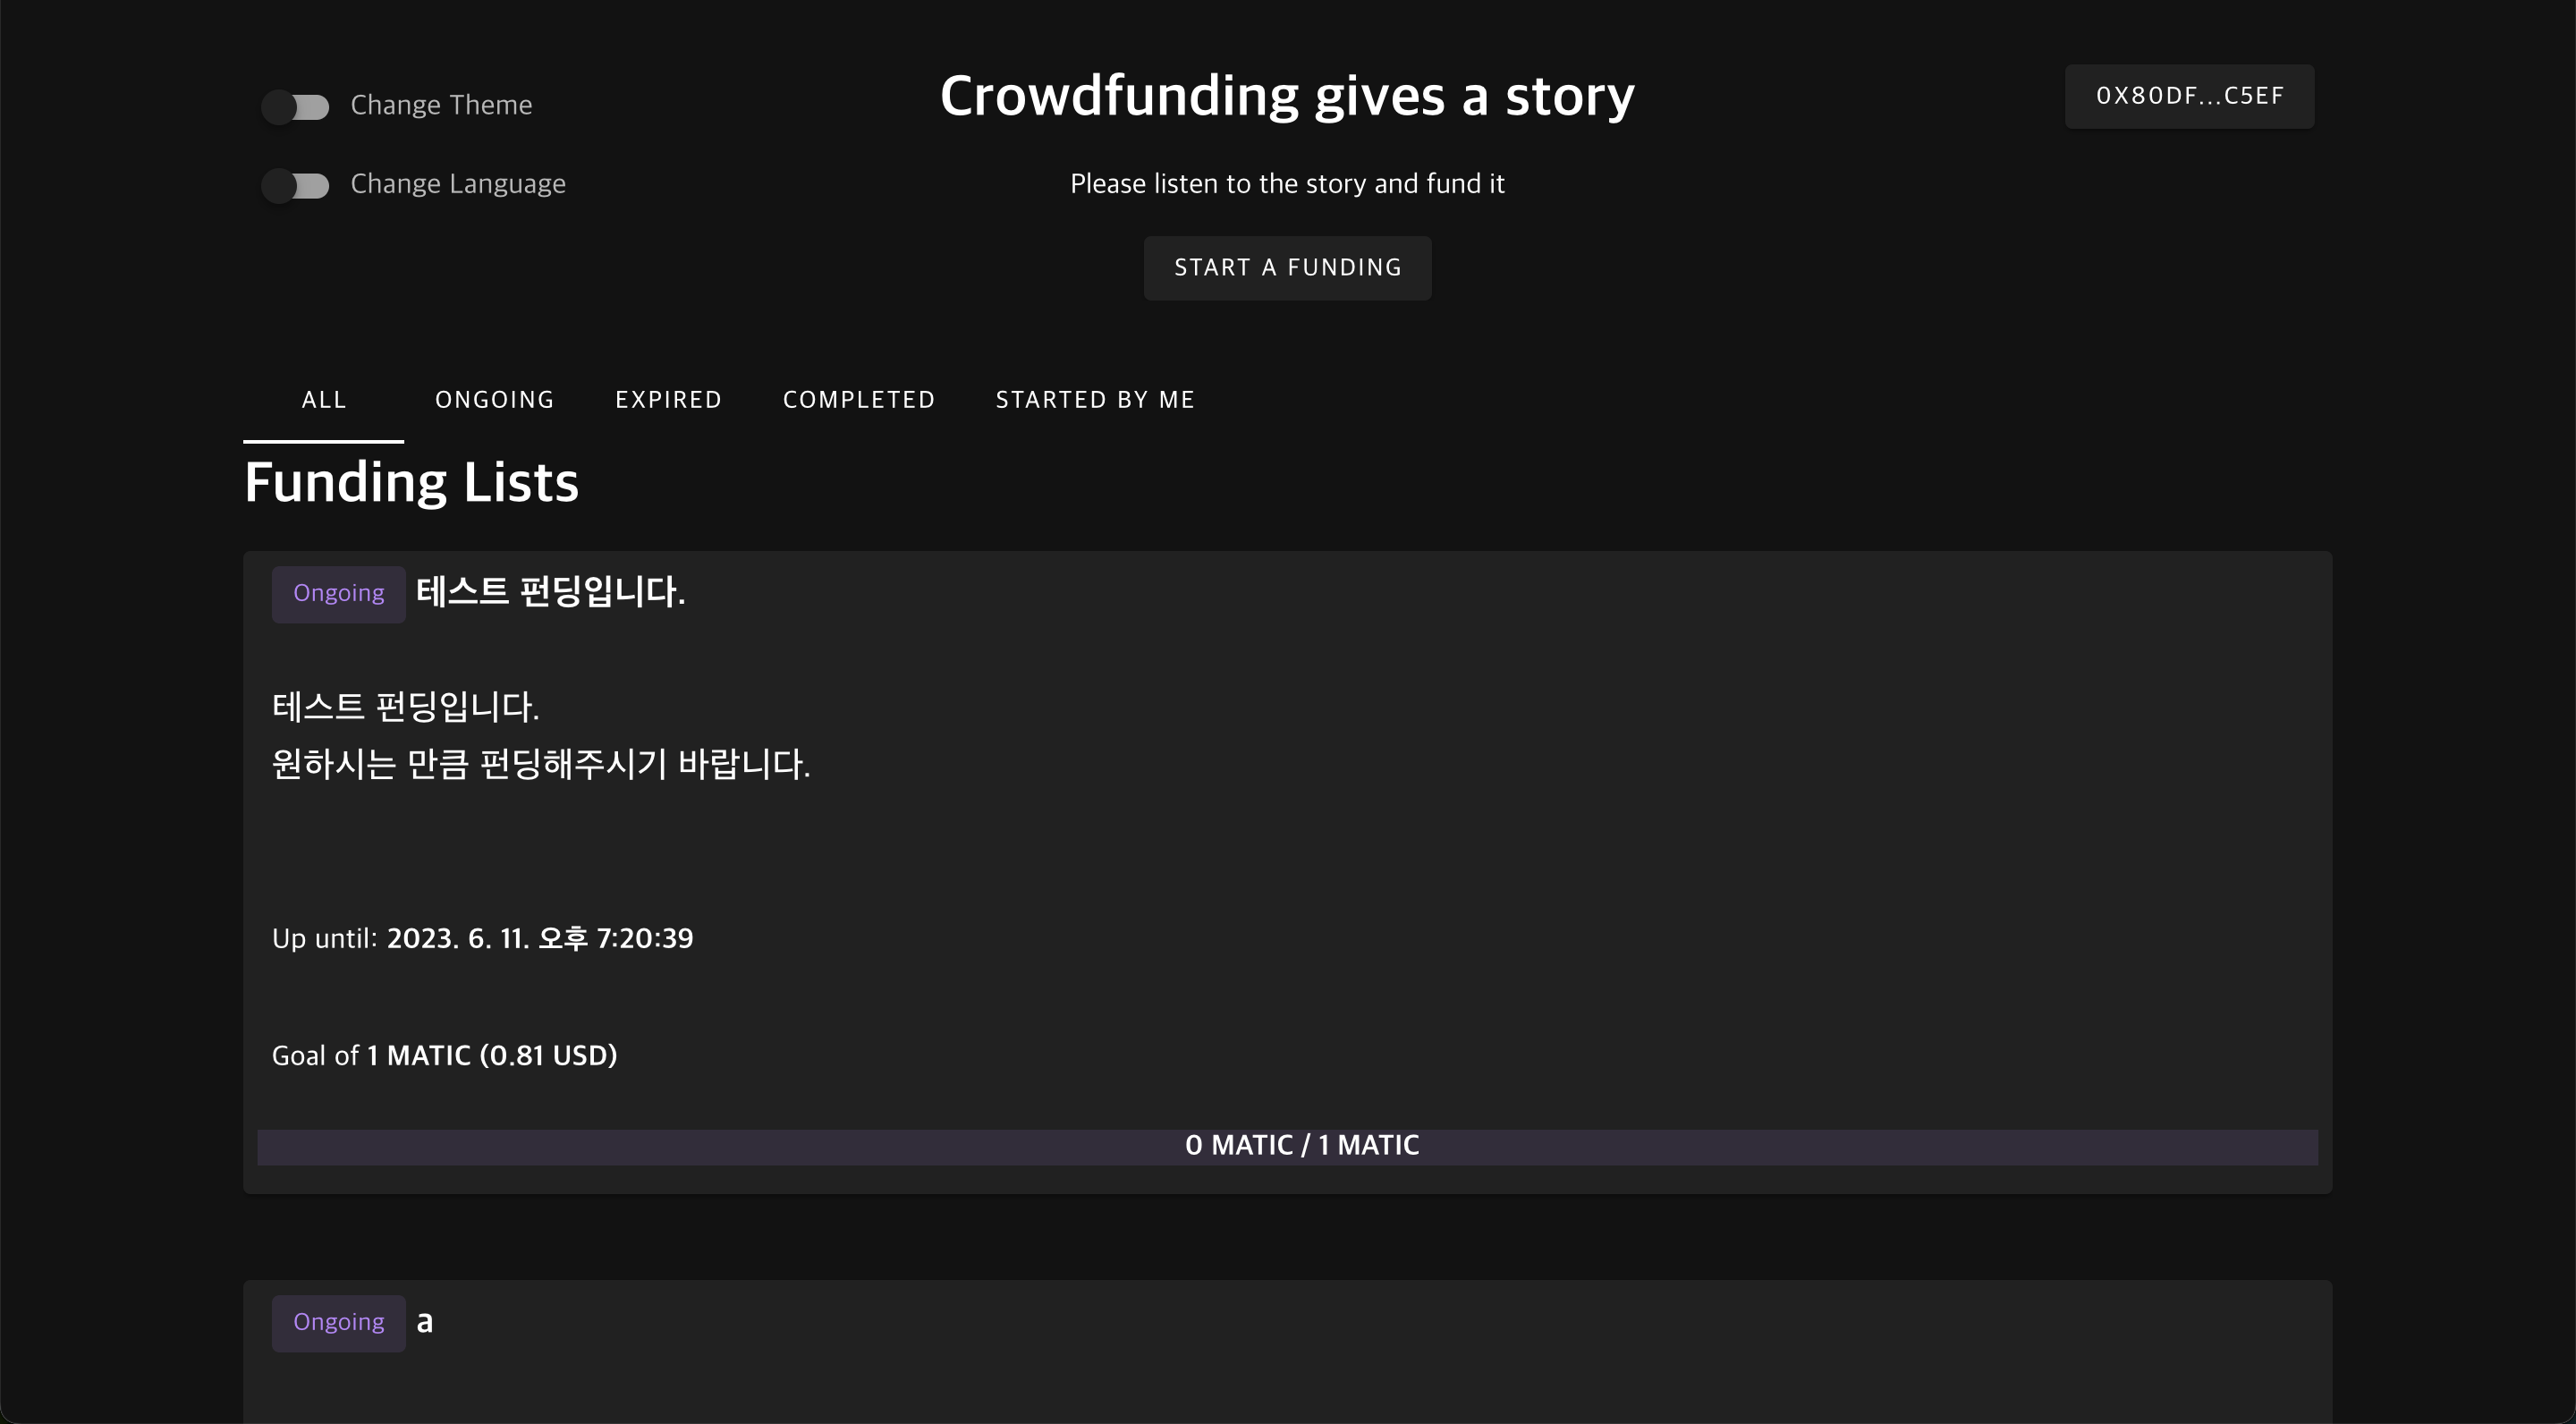 Change Theme
Change Language
Crowdfunding gives a story
Please listen to the story and fund it
START A FUNDING
0X80DF...C5EF
ALL
ONGOING
EXPIRED
COMPLETED
STARTED BY ME
Funding Lists
Ongoing 테스트 펀딩입니다.
테스트 펀딩입니다.
원하시는 만큼 펀딩해주시기 바랍니다.
Up until: 2023. 6. 11. 오후 7:20:39
Goal of 1 MATIC (0.81 USD)
0 MATIC / 1 MATIC
Ongoing a